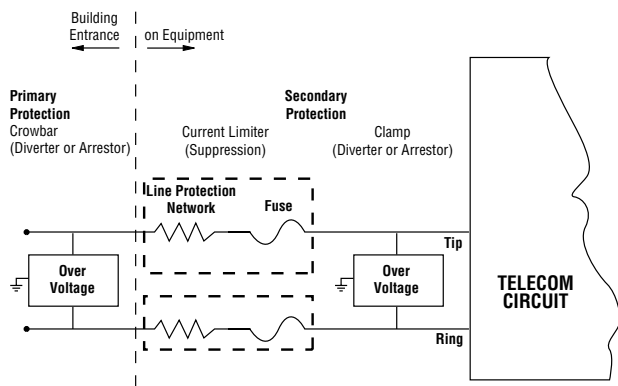 Building
Entrance
on Equipment
Primary
Protection
Crowbar
(Diverter or Arrestor)
Secondary
Protection
Current Limiter
(Suppression)
Clamp
(Diverter or Arrestor)
Line Protection
Network
Fuse
Tip
Over
Voltage
Over
Voltage
TELECOM
CIRCUIT
Ring